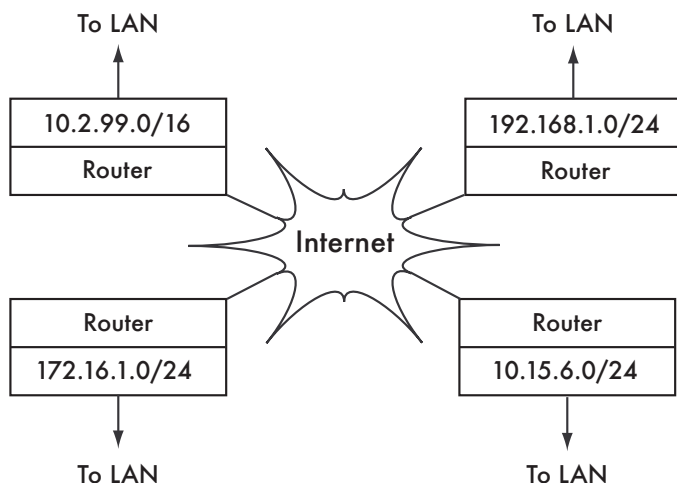 To LAN
To LAN
10.2.99.0/16
192.168.1.0/24
Router
Router
Internet
Router
Router
172.16.1.0/24
10.15.6.0/24
To LAN
To LAN